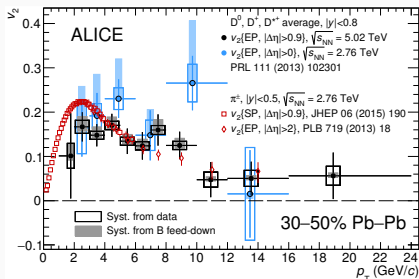 v₂
ALICE
D⁰, D⁺, D*⁺ average, |y|<0.8
v₂{EP, |Δη|>0.9}, √sNN = 5.02 TeV
v₂{EP, |Δη|>0}, √sNN = 2.76 TeV
PRL 111 (2013) 102301
π±, |y|<0.5, √sNN = 2.76 TeV
v₂{SP, |Δη|>0.9}, JHEP 06 (2015) 190
v₂{EP, |Δη|>2}, PLB 719 (2013) 18
0.4
0.3
0.2
0.1
0
−0.1
Syst. from data
Syst. from B feed-down
30–50% Pb–Pb
0 2 4 6 8 10 12 14 16 18 20 22 24
pT (GeV/c)